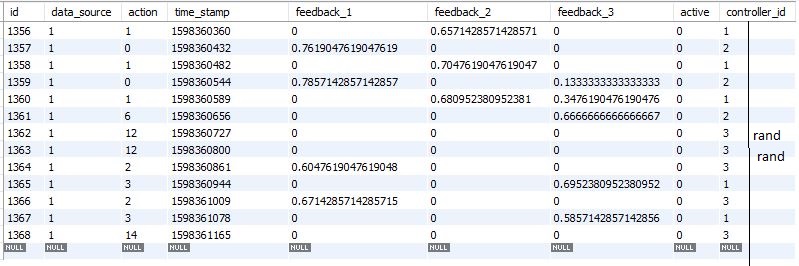 id data_source action time_stamp feedback_1 feedback_2 feedback_3 active controller_id
1356 1 1 1598360360 0 0.6571428571428571 0 0 1
1357 1 0 1598360432 0.7619047619047619 0 0 0 2
1358 1 1 1598360482 0 0.7047619047619047 0 0 1
1359 1 0 1598360544 0.7857142857142857 0 0.1333333333333333 0 2
1360 1 1 1598360589 0 0.680952380952381 0.3476190476190476 0 1
1361 1 6 1598360656 0 0 0.6666666666666667 0 2
1362 1 12 1598360727 0 0 0 0 3 rand
1363 1 12 1598360800 0 0 0 0 3 rand
1364 1 2 1598360861 0.6047619047619048 0 0 0 3
1365 1 3 1598360944 0 0 0.6952380952380952 0 1
1366 1 2 1598361009 0.6714285714285715 0 0 0 3
1367 1 3 1598361078 0 0 0.5857142857142856 0 1
1368 1 14 1598361165 0 0 0 0 3
NULL NULL NULL NULL NULL NULL NULL NULL NULL